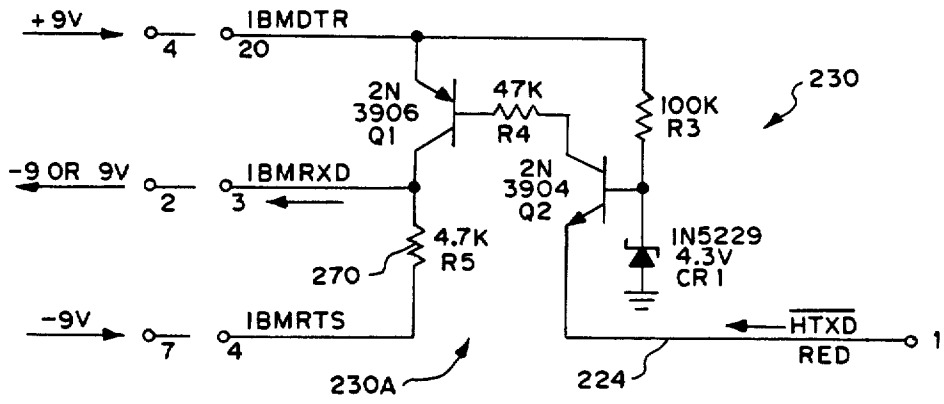 +9V
IBMDTR
4
20
2N
3906
Q1
47K
R4
100K
R3
230
-9 OR 9V
IBMRXD
2
3
2N
3904
Q2
4.7K
R5
270
IN5229
4.3V
CR1
-9V
IBMRTS
7
4
HTXD
RED
1
230A
224